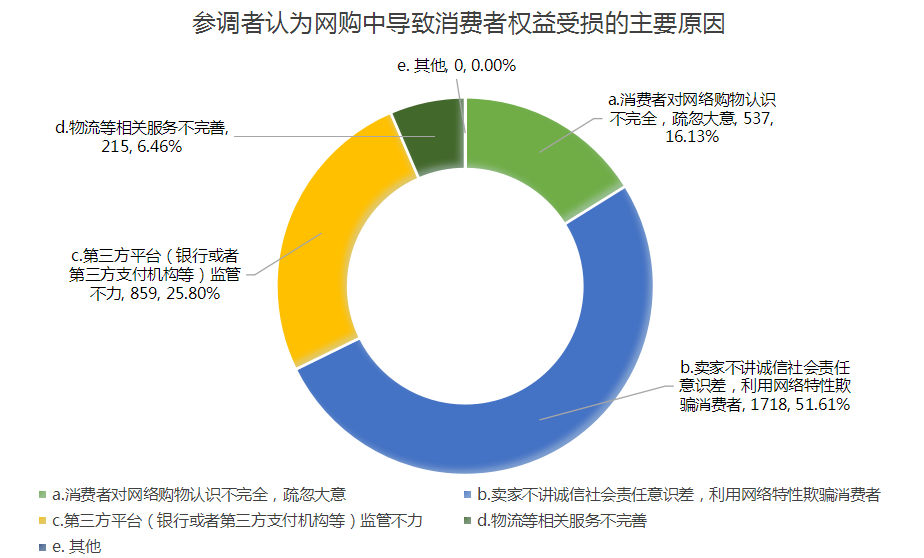 参调者认为网购中导致消费者权益受损的主要原因
e. 其他, 0, 0.00%
a.消费者对网络购物认识
不完全，疏忽大意, 537,
16.13%
d.物流等相关服务不完善,
215, 6.46%
c.第三方平台（银行或者
第三方支付机构等）监管
不力, 859, 25.80%
b.卖家不讲诚信社会责任
意识差，利用网络特性欺
骗消费者, 1718, 51.61%
a.消费者对网络购物认识不完全，疏忽大意
b.卖家不讲诚信社会责任意识差，利用网络特性欺骗消费者
c.第三方平台（银行或者第三方支付机构等）监管不力
d.物流等相关服务不完善
e. 其他